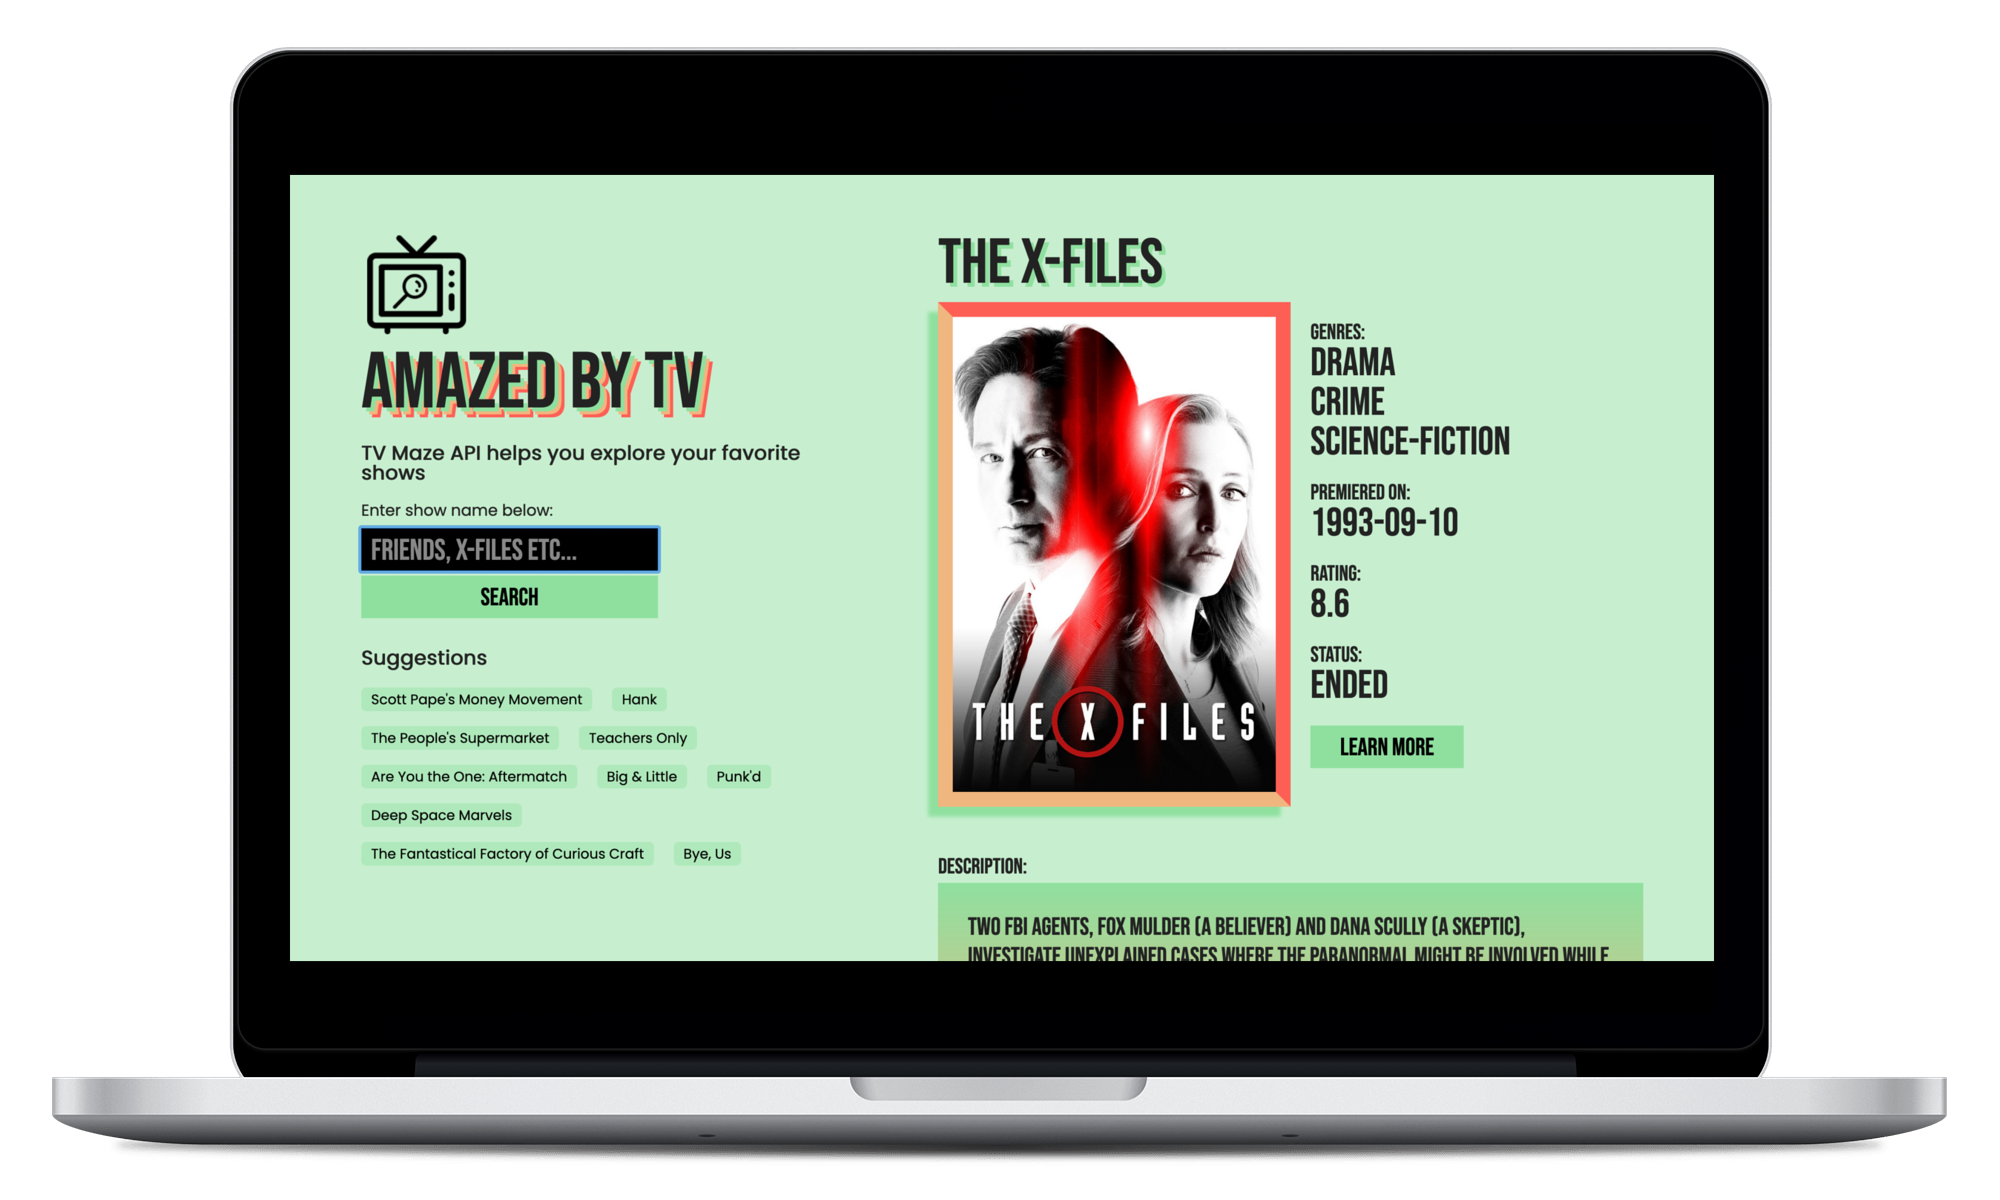 AMAZED BY TV
TV Maze API helps you explore your favorite
shows
Enter show name below:
FRIENDS, X-FILES ETC...
SEARCH
Suggestions
Scott Pape's Money Movement
Hank
The People's Supermarket
Teachers Only
Are You the One: Aftermatch
Big & Little
Punk'd
Deep Space Marvels
The Fantastical Factory of Curious Craft
Bye, Us
THE X-FILES
THE X FILES
GENRES:
DRAMA
CRIME
SCIENCE-FICTION
PREMIERED ON:
1993-09-10
RATING:
8.6
STATUS:
ENDED
LEARN MORE
DESCRIPTION:
TWO FBI AGENTS, FOX MULDER (A BELIEVER) AND DANA SCULLY (A SKEPTIC),
INVESTIGATE UNEXPLAINED CASES WHERE THE PARANORMAL MIGHT BE INVOLVED WHILE